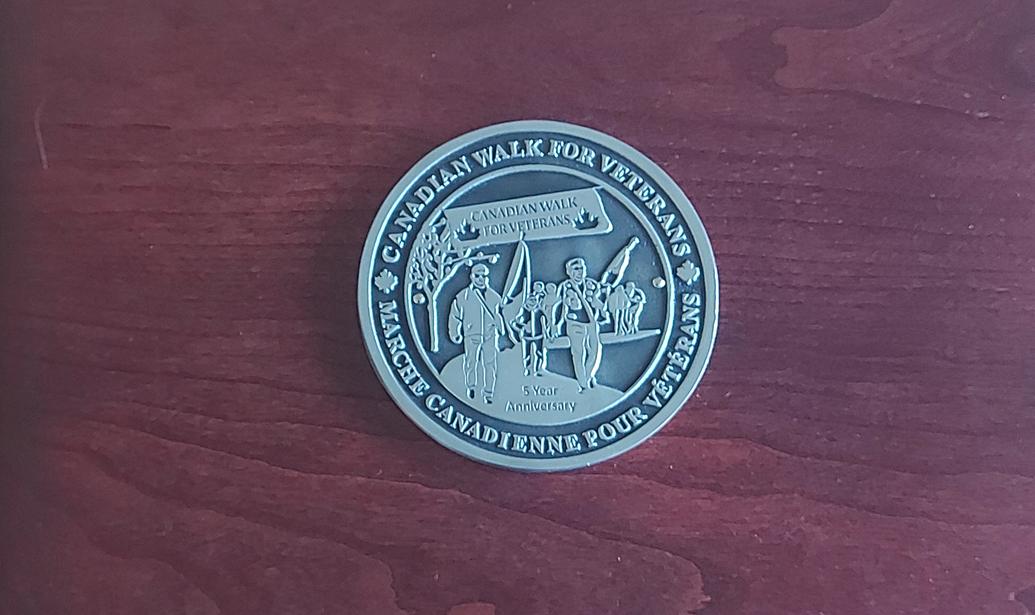 CANADIAN WALK FOR VETERANS
CANADIAN WALK
FOR VETERANS
5 Year
Anniversary
MARCHE CANADIENNE POUR VÉTÉRANS